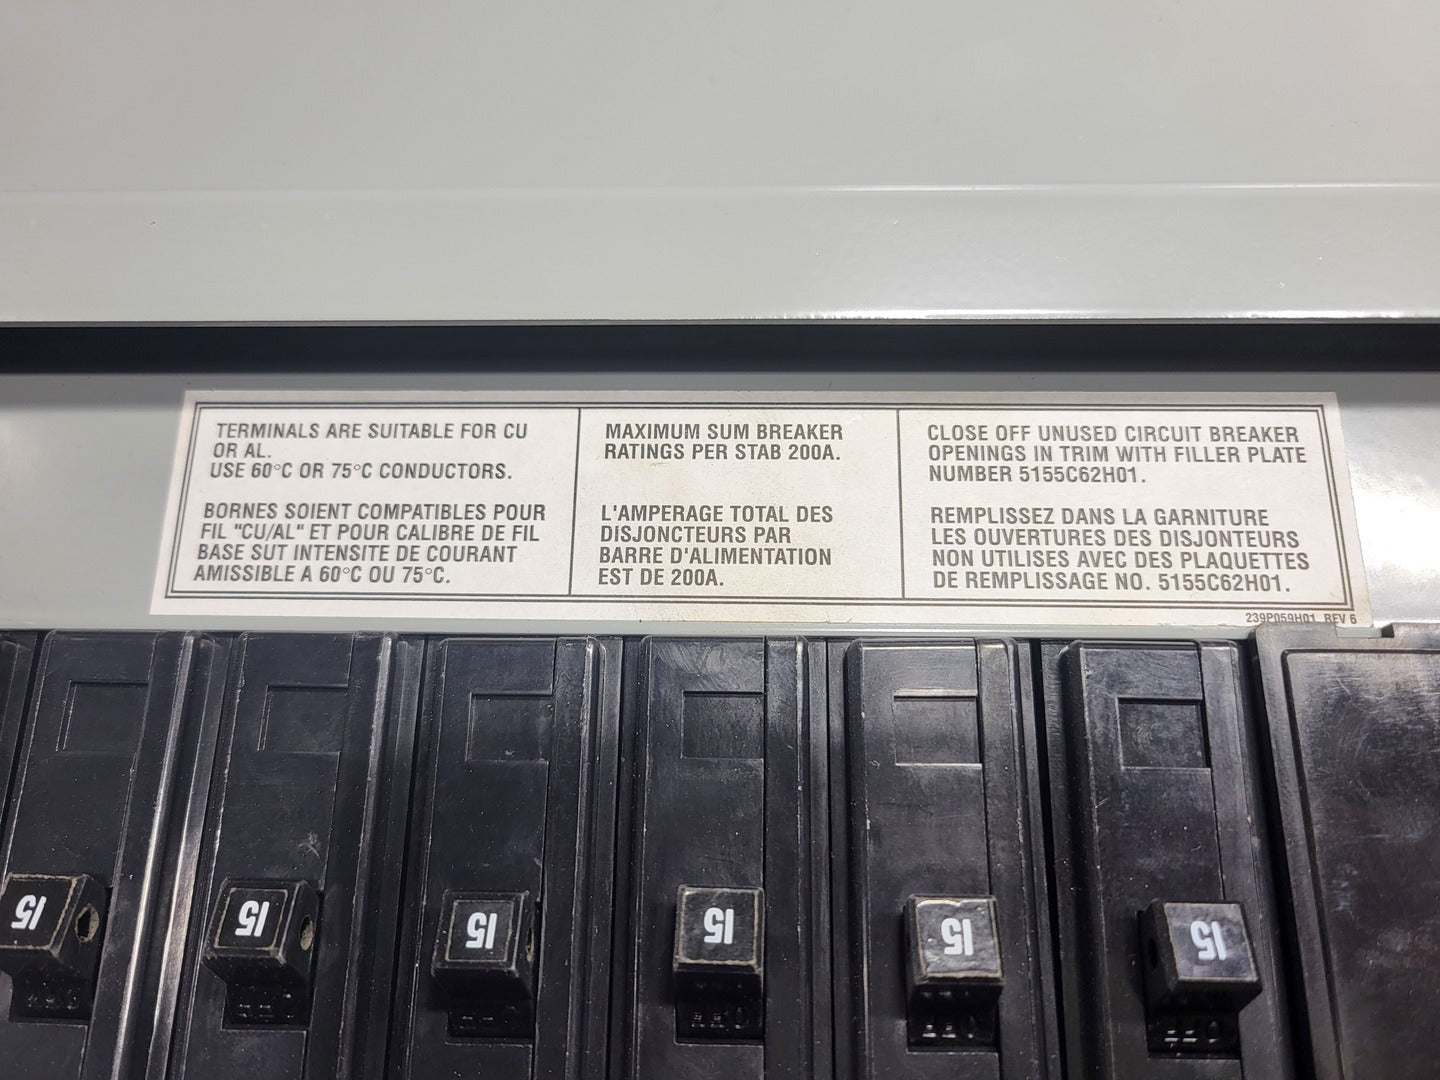 TERMINALS ARE SUITABLE FOR CU
OR AL.
USE 60°C OR 75°C CONDUCTORS.
BORNES SOIENT COMPATIBLES POUR
FIL "CU/AL" ET POUR CALIBRE DE FIL
BASE SUT INTENSITE DE COURANT
AMISSIBLE A 60°C OU 75°C.
MAXIMUM SUM BREAKER
RATINGS PER STAB 200A.
L'AMPERAGE TOTAL DES
DISJONCTEURS PAR
BARRE D'ALIMENTATION
EST DE 200A.
CLOSE OFF UNUSED CIRCUIT BREAKER
OPENINGS IN TRIM WITH FILLER PLATE
NUMBER 5155C62H01.
REMPLISSEZ DANS LA GARNITURE
LES OUVERTURES DES DISJONTEURS
NON UTILISES AVEC DES PLAQUETTES
DE REMPLISSAGE NO. 5155C62H01.
239P059H01 REV 6
15
15
15
15
15
15